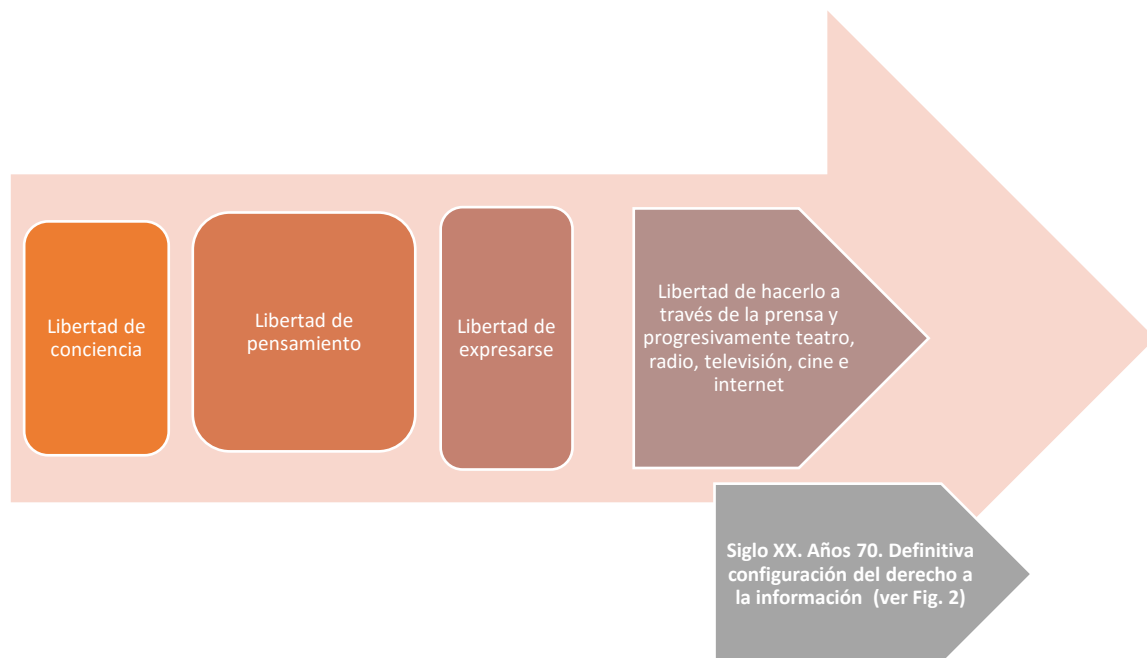 Libertad de
conciencia
Libertad de
pensamiento
Libertad de
expresarse
Libertad de hacerlo a
través de la prensa y
progresivamente teatro,
radio, televisión, cine e
internet
Siglo XX. Años 70. Definitiva
configuración del derecho a
la información (ver Fig. 2)